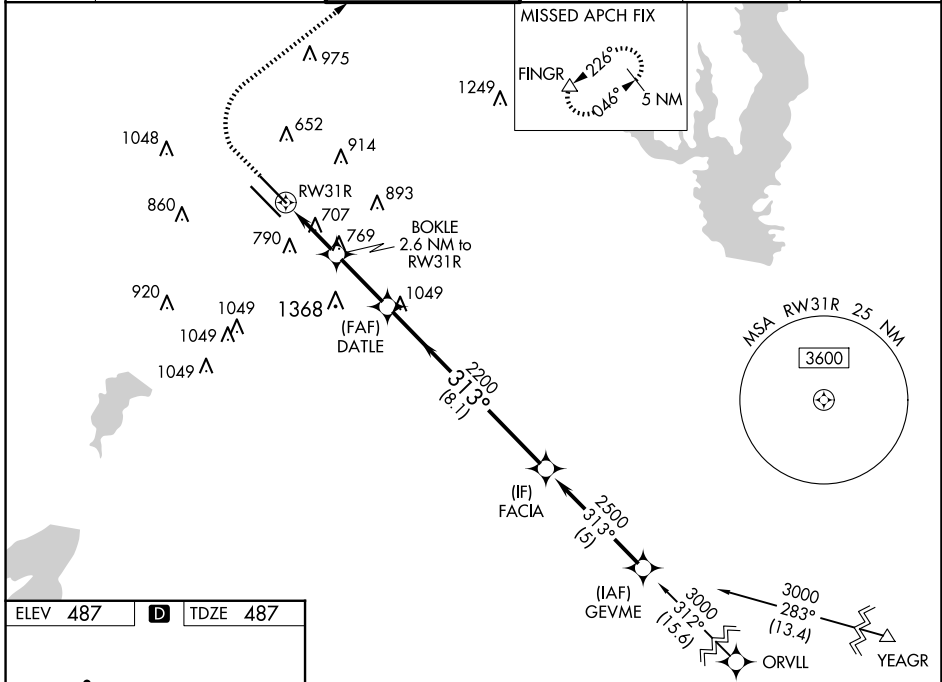 MISSED APCH FIX
FINGR
226°
046°
5 NM
975
1249
652
1048
914
RW31R
893
860
707
BOKLE
2.6 NM to
RW31R
790
769
920
1049
1368
1049
(FAF)
DATLE
1049
1049
MSA RW31R 25 NM
3600
2200
313°
(8.1)
(IF)
FACIA
2500
313°
(5)
(IAF)
GEVME
3000
312°
(15.6)
3000
283°
(13.4)
ORVLL
YEAGR
ELEV 487 D TDZE 487